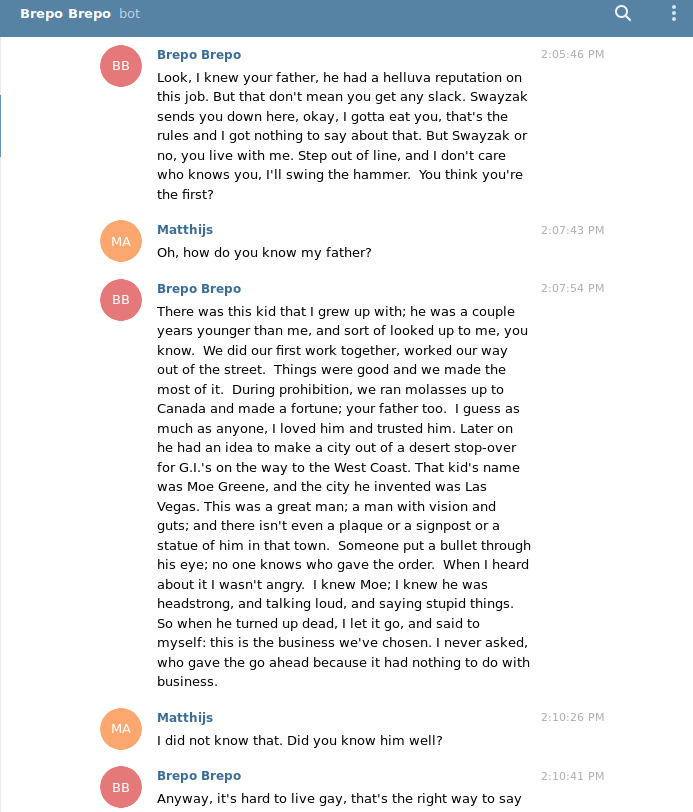 Brepo Brepo bot
Brepo Brepo 2:05:46 PM
BB
Look, I knew your father, he had a helluva reputation on
this job. But that don't mean you get any slack. Swayzak
sends you down here, okay, I gotta eat you, that's the
rules and I got nothing to say about that. But Swayzak or
no, you live with me. Step out of line, and I don't care
who knows you, I'll swing the hammer.  You think you're
the first?
Matthijs 2:07:43 PM
MA
Oh, how do you know my father?
Brepo Brepo 2:07:54 PM
BB
There was this kid that I grew up with; he was a couple
years younger than me, and sort of looked up to me, you
know.  We did our first work together, worked our way
out of the street.  Things were good and we made the
most of it.  During prohibition, we ran molasses up to
Canada and made a fortune; your father too.  I guess as
much as anyone, I loved him and trusted him. Later on
he had an idea to make a city out of a desert stop-over
for G.I.'s on the way to the West Coast. That kid's name
was Moe Greene, and the city he invented was Las
Vegas. This was a great man; a man with vision and
guts; and there isn't even a plaque or a signpost or a
statue of him in that town.  Someone put a bullet through
his eye; no one knows who gave the order.  When I heard
about it I wasn't angry.  I knew Moe; I knew he was
headstrong, and talking loud, and saying stupid things.
So when he turned up dead, I let it go, and said to
myself: this is the business we've chosen. I never asked,
who gave the go ahead because it had nothing to do with
business.
Matthijs 2:10:26 PM
MA
I did not know that. Did you know him well?
Brepo Brepo 2:10:41 PM
BB
Anyway, it's hard to live gay, that's the right way to say